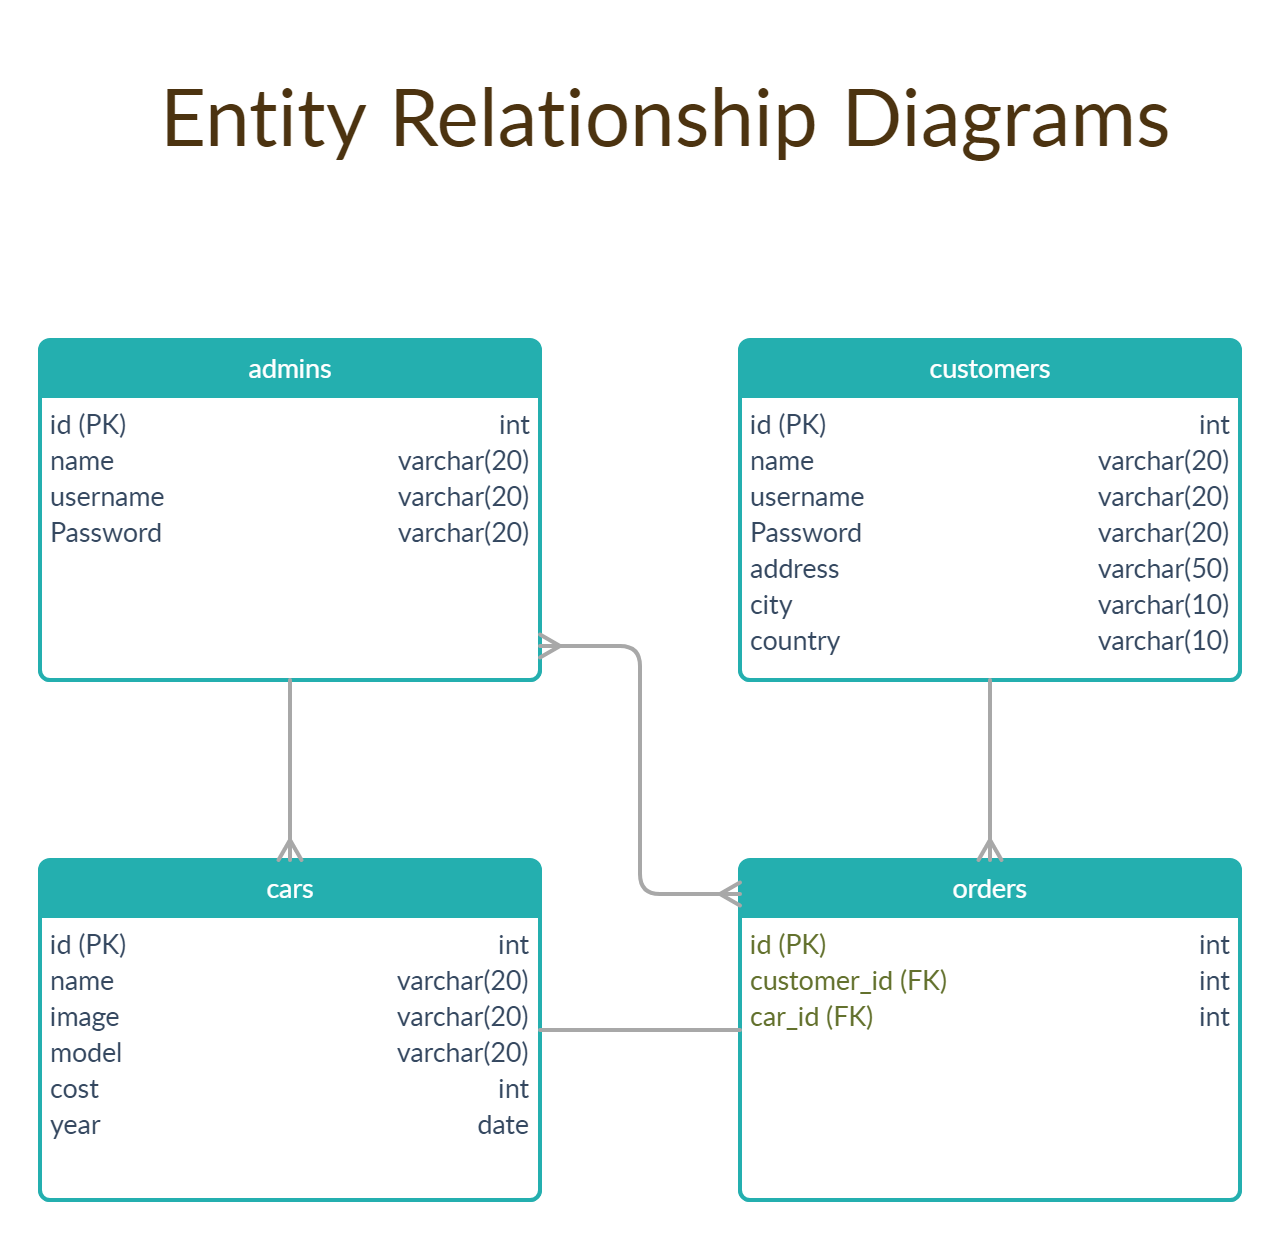 Entity Relationship Diagrams
admins
id (PK) int
name varchar(20)
username varchar(20)
Password varchar(20)
customers
id (PK) int
name varchar(20)
username varchar(20)
Password varchar(20)
address varchar(50)
city varchar(10)
country varchar(10)
cars
id (PK) int
name varchar(20)
image varchar(20)
model varchar(20)
cost int
year date
orders
id (PK) int
customer_id (FK) int
car_id (FK) int